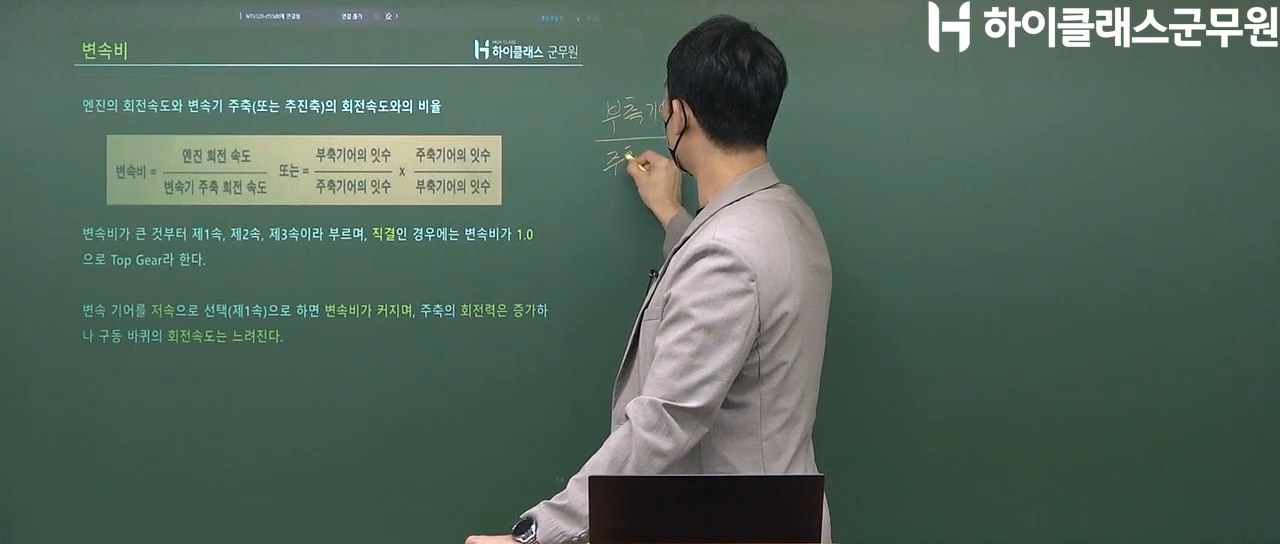 연결 끊기
하이클래스군무원
변속비
하이클래스 군무원
엔진의 회전속도와 변속기 주축(또는 추진축)의 회전속도와의 비율
변속비 = 엔진 회전 속도 / 변속기 주축 회전 속도 또는 = 부축기어의 잇수 / 주축기어의 잇수 x 주축기어의 잇수 / 부축기어의 잇수
변속비가 큰 것부터 제1속, 제2속, 제3속이라 부르며, 직결인 경우에는 변속비가 1.0
으로 Top Gear라 한다.
변속 기어를 저속으로 선택(제1속)으로 하면 변속비가 커지며, 주축의 회전력은 증가하
나 구동 바퀴의 회전속도는 느려진다.
부축기어
주